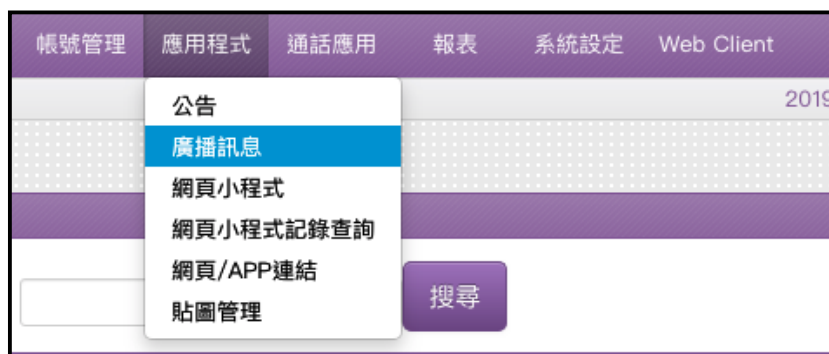 帳號管理 應用程式 通話應用 報表 系統設定 Web Client
公告 2019
廣播訊息
網頁小程式
網頁小程式記錄查詢
網頁/APP連結
搜尋
貼圖管理